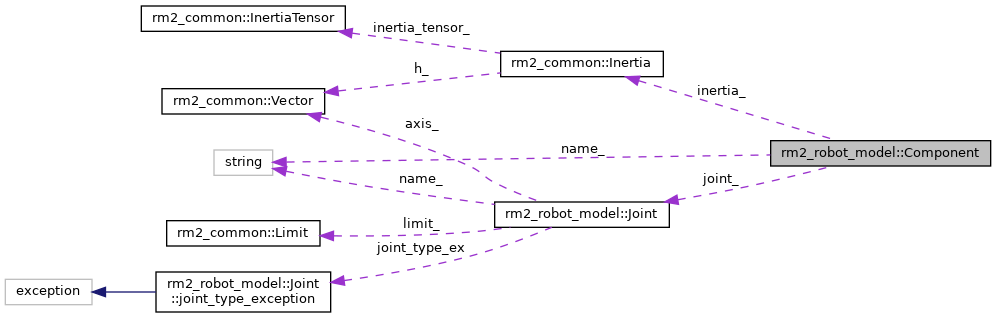 rm2_common::InertiaTensor
inertia_tensor_
rm2_common::Inertia
h_
rm2_common::Vector
inertia_
axis_
name_
string
rm2_robot_model::Component
name_
joint_
rm2_robot_model::Joint
limit_
rm2_common::Limit
joint_type_ex
rm2_robot_model::Joint
::joint_type_exception
exception